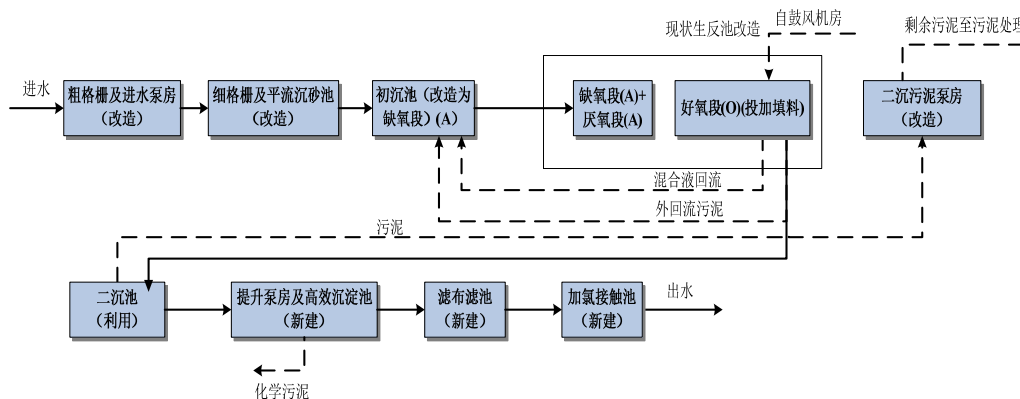 自鼓风机房
剩余污泥至污泥处理
现状生反池改造
进水
粗格栅及进水泵房
（改造）
细格栅及平流沉砂池
（改造）
初沉池（改造为
缺氧段）(A）
缺氧段(A)+
厌氧段(A)
好氧段(O)(投加填料)
二沉污泥泵房
（改造）
混合液回流
外回流污泥
污泥
二沉池
（利用）
提升泵房及高效沉淀池
（新建）
滤布滤池
（新建）
加氯接触池
（新建）
出水
化学污泥